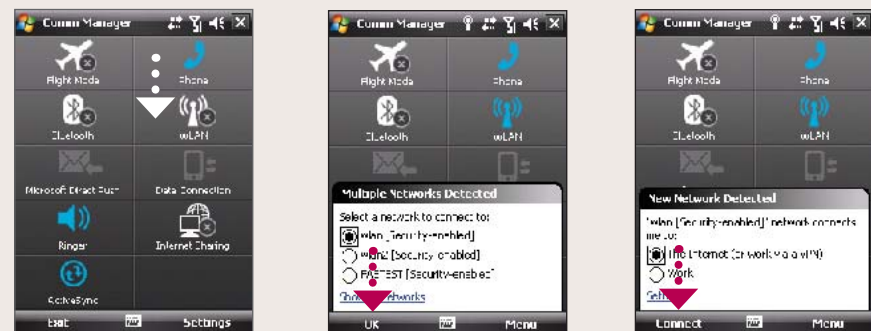 Comm Manager
Flight Mode
Phone
Bluetooth
WLAN
Microsoft Direct Push
Data Connection
Ringer
Internet Sharing
ActiveSync
Exit
Settings
Comm Manager
Flight Mode
Phone
Bluetooth
WLAN
Multiple Networks Detected
Select a network to connect to:
wlan [Security-enabled]
wlan2 [Security-enabled]
FASTEST [Security-enabled]
Networks
OK
Menu
Comm Manager
Flight Mode
Phone
Bluetooth
WLAN
New Network Detected
"wlan [Security-enabled]" network connects
me to:
The Internet (or work via a VPN)
Work
Connect
Menu